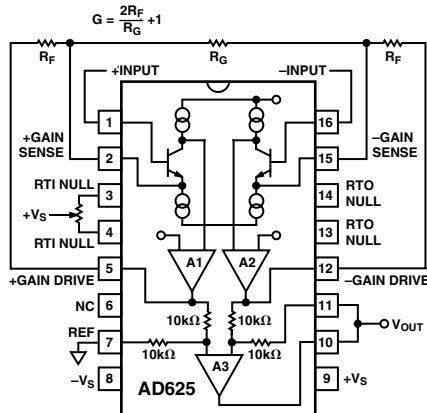 G = 2RF/RG +1
RF
RG
RF
+INPUT
–INPUT
1
16
+GAIN SENSE
2
15
–GAIN SENSE
RTI NULL
3
14
RTO NULL
+VS
RTI NULL
4
13
RTO NULL
A1
A2
5
12
+GAIN DRIVE
–GAIN DRIVE
NC
6
10kΩ
10kΩ
11
VOUT
REF
7
10kΩ
10kΩ
10
A3
–VS
8
AD625
9
+VS